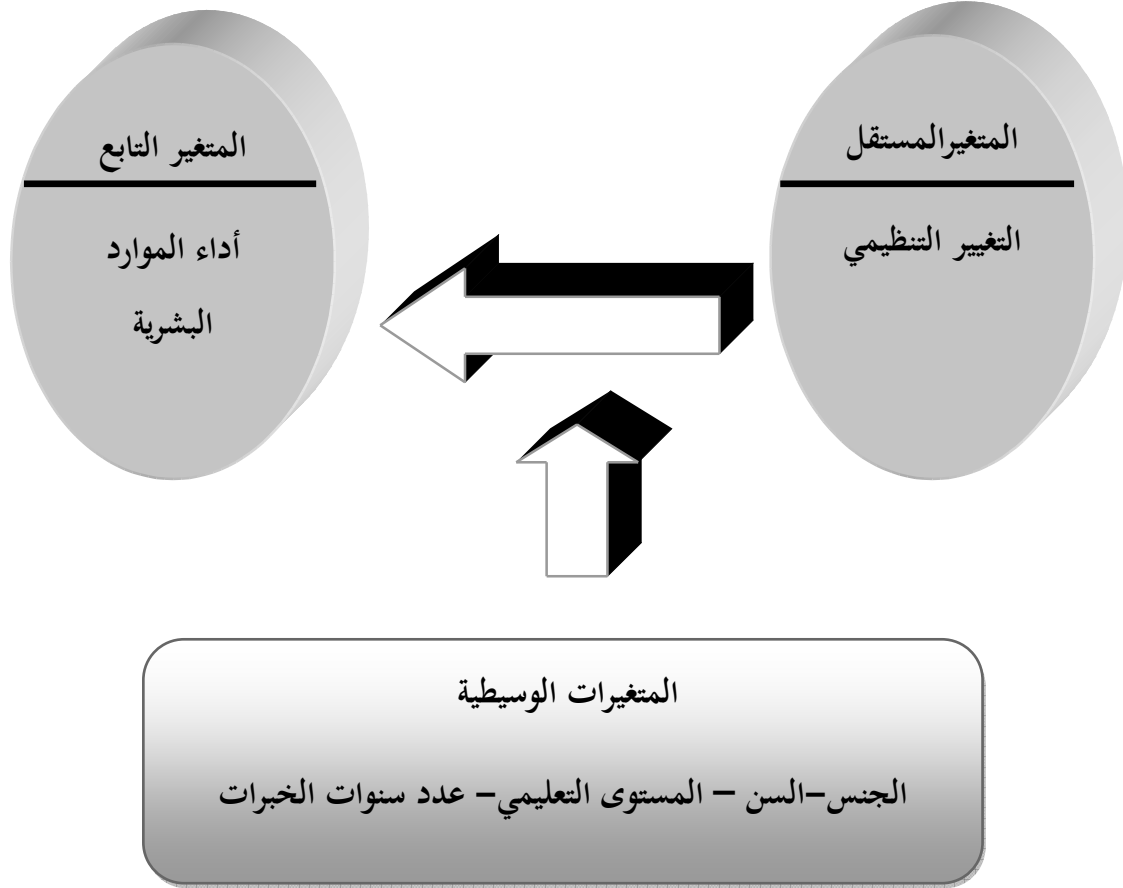 المتغيرالمستقل
التغيير التنظيمي
المتغير التابع
أداء الموارد
البشرية
المتغيرات الوسيطية
الجنس–السن – المستوى التعليمي– عدد سنوات الخبرات